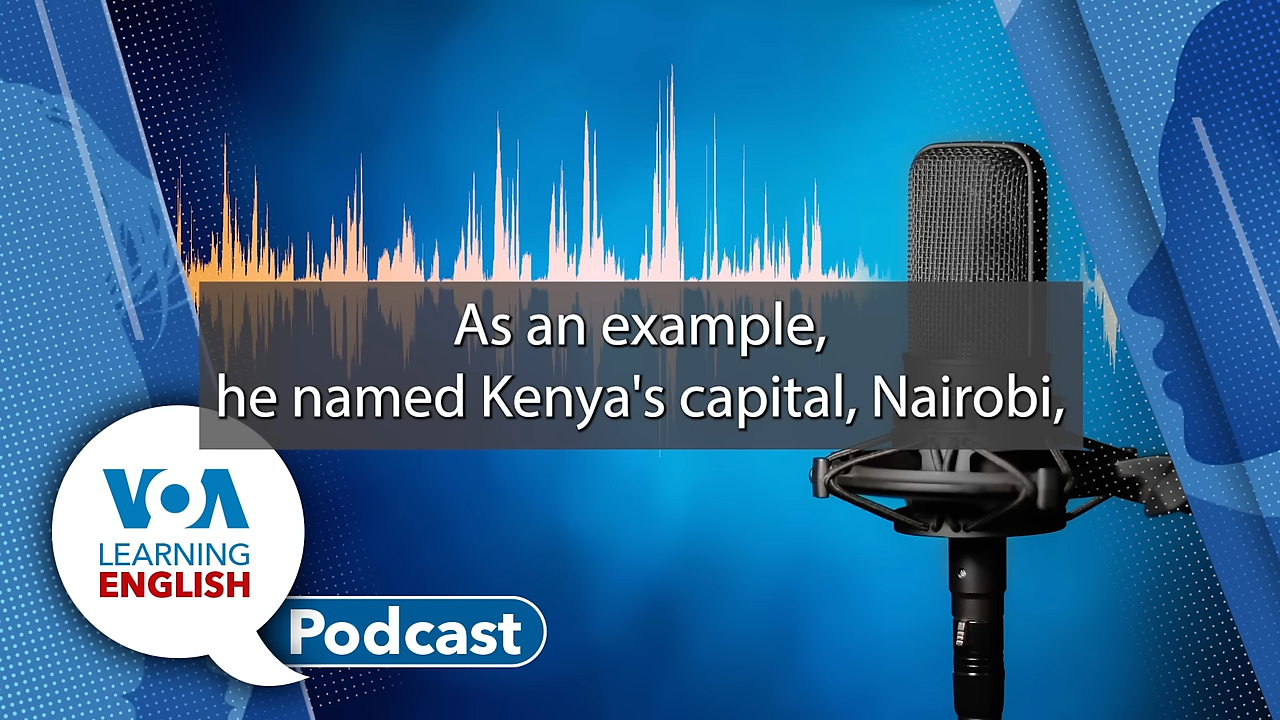 As an example,
he named Kenya's capital, Nairobi,
VOA
LEARNING
ENGLISH
Podcast